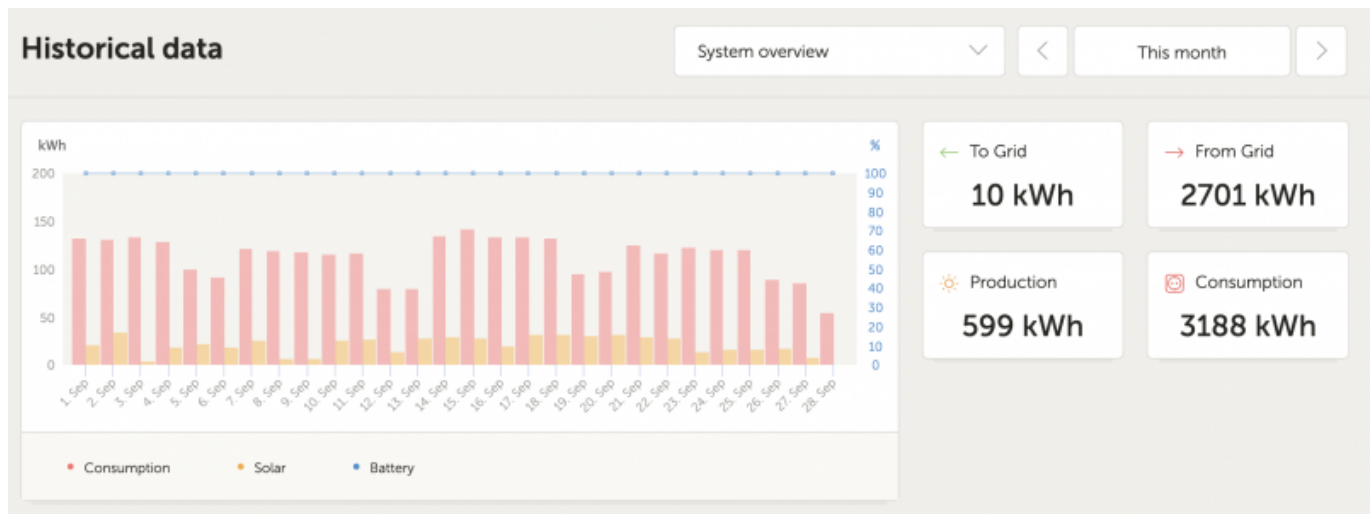 Historical data
System overview
This month
kWh
%
200
150
100
50
0
100
90
80
70
60
50
40
30
20
10
0
1. Sep
2. Sep
3. Sep
4. Sep
5. Sep
6. Sep
7. Sep
8. Sep
9. Sep
10. Sep
11. Sep
12. Sep
13. Sep
14. Sep
15. Sep
16. Sep
17. Sep
18. Sep
19. Sep
20. Sep
21. Sep
22. Sep
23. Sep
24. Sep
25. Sep
26. Sep
27. Sep
28. Sep
Consumption
Solar
Battery
To Grid
10 kWh
From Grid
2701 kWh
Production
599 kWh
Consumption
3188 kWh